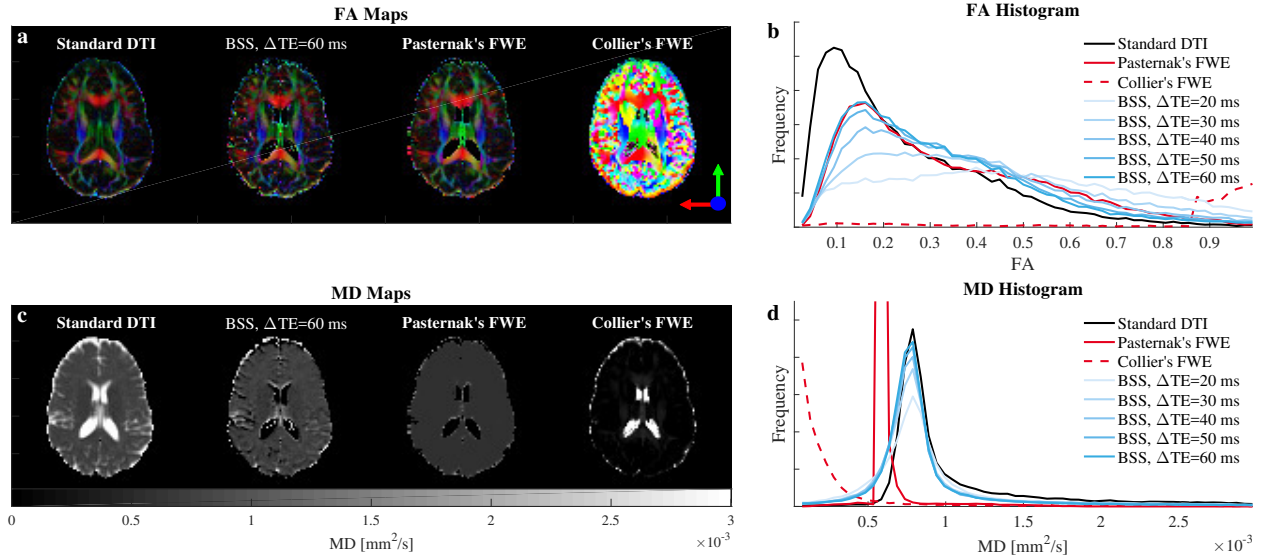 FA Maps
a
Standard DTI
BSS, ΔTE=60 ms
Pasternak's FWE
Collier's FWE
FA Histogram
b
Frequency
Standard DTI
Pasternak's FWE
Collier's FWE
BSS, ΔTE=20 ms
BSS, ΔTE=30 ms
BSS, ΔTE=40 ms
BSS, ΔTE=50 ms
BSS, ΔTE=60 ms
0.1 0.2 0.3 0.4 0.5 0.6 0.7 0.8 0.9
FA
MD Maps
c
Standard DTI
BSS, ΔTE=60 ms
Pasternak's FWE
Collier's FWE
0 0.5 1 1.5 2 2.5 3
MD [mm²/s]
×10⁻³
MD Histogram
d
Frequency
Standard DTI
Pasternak's FWE
Collier's FWE
BSS, ΔTE=20 ms
BSS, ΔTE=30 ms
BSS, ΔTE=40 ms
BSS, ΔTE=50 ms
BSS, ΔTE=60 ms
0.5 1 1.5 2 2.5
MD [mm²/s]
×10⁻³